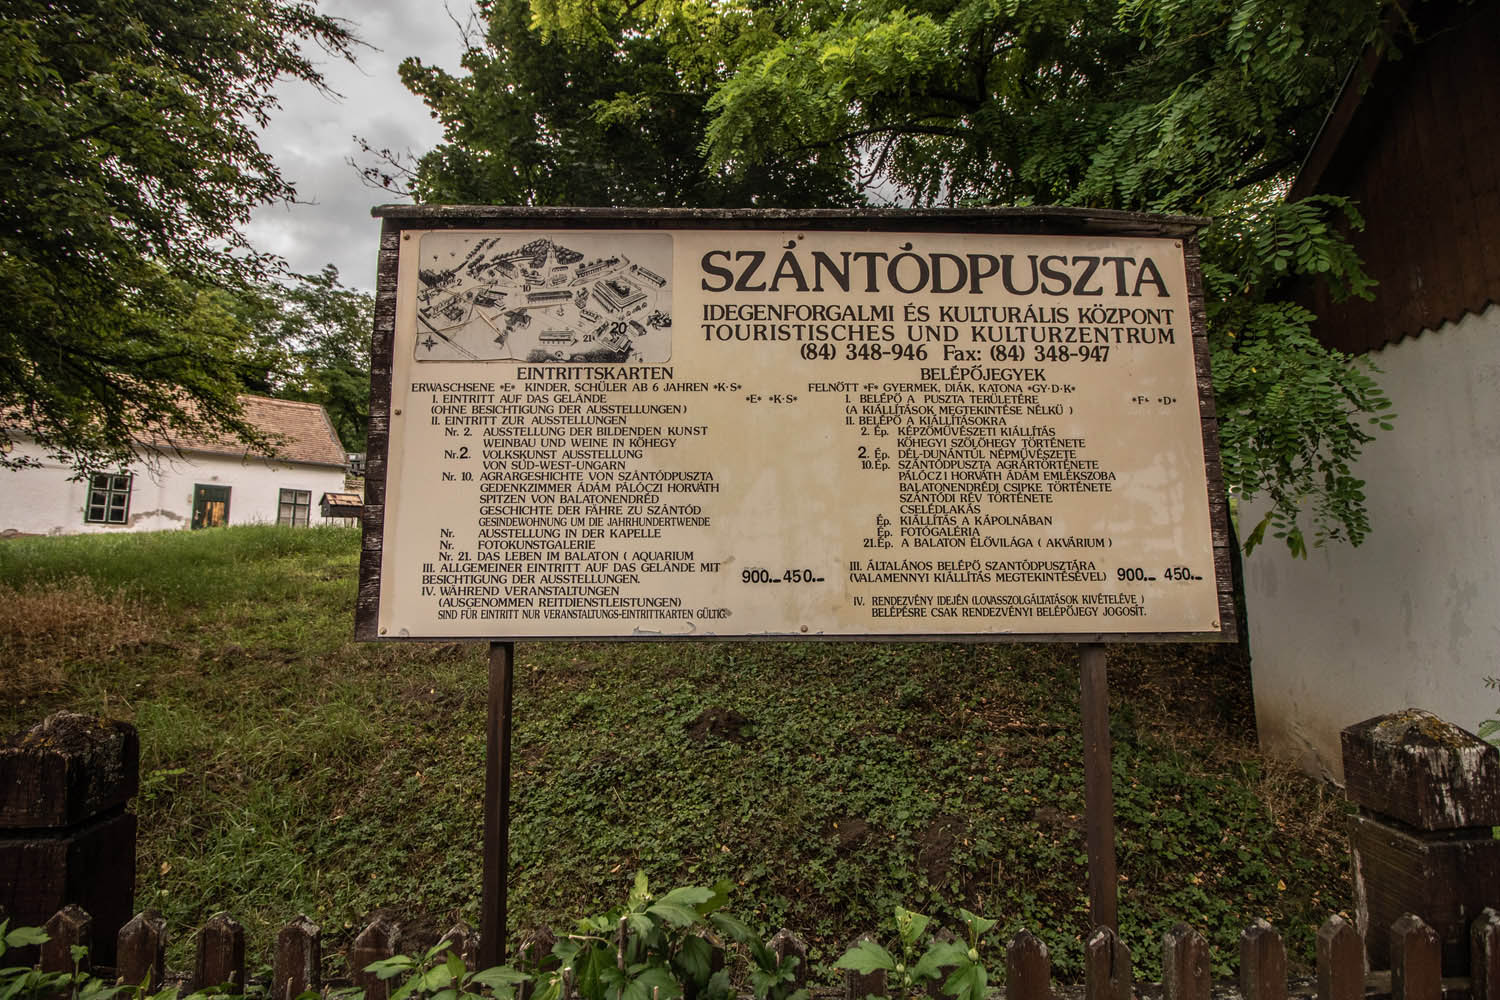 SZÁNTÓDPUSZTA
IDEGENFORGALMI ÉS KULTURÁLIS KÖZPONT
TOURISTISCHES UND KULTURZENTRUM
(84) 348-946 Fax: (84) 348-947
2
10
20
21
EINTRITTSKARTEN
ERWACHSENE *E* KINDER, SCHÜLER AB 6 JAHREN *K·S*
I. EINTRITT AUF DAS GELÄNDE *E* *K·S*
(OHNE BESICHTIGUNG DER AUSSTELLUNGEN)
II. EINTRITT ZUR AUSSTELLUNGEN
Nr. 2. AUSSTELLUNG DER BILDENDEN KUNST
WEINBAU UND WEINE IN KÖHEGY
Nr. 2. VOLKSKUNST AUSSTELLUNG
VON SÜD-WEST-UNGARN
Nr. 10. AGRARGESHICHTE VON SZÁNTÓDPUSZTA
GEDENKZIMMER ÁDÁM PÁLÓCZI HORVÁTH
SPITZEN VON BALATONENDRÉD
GESCHICHTE DER FÄHRE ZU SZÁNTÓD
GESINDEWOHNUNG UM DIE JAHRHUNDERTWENDE
Nr. AUSSTELLUNG IN DER KAPELLE
Nr. FOTOKUNSTGALERIE
Nr. 21. DAS LEBEN IM BALATON ( AQUARIUM
III. ALLGEMEINER EINTRITT AUF DAS GELÄNDE MIT
BESICHTIGUNG DER AUSSTELLUNGEN. 900.- 450.-
IV. WÄHREND VERANSTALTUNGEN
(AUSGENOMMEN REITDIENSTLEISTUNGEN)
SIND FÜR EINTRITT NUR VERANSTALTUNGS-EINTRITTKARTEN GÜLTIG.
BELÉPŐJEGYEK
FELNŐTT *F* GYERMEK, DIÁK, KATONA *GY·D·K*
I. BELÉPŐ A PUSZTA TERÜLETÉRE *F* *D*
(A KIÁLLÍTÁSOK MEGTEKINTÉSE NÉLKÜ )
II. BELÉPŐ A KIÁLLÍTÁSOKRA
2. Ép. KÉPZŐMŰVÉSZETI KIÁLLÍTÁS
KŐHEGYI SZŐLŐHEGY TÖRTÉNETE
2. Ép. DÉL-DUNÁNTÚL NÉPMŰVÉSZETE
10.Ép. SZÁNTÓDPUSZTA AGRÁRTÖRTÉNETE
PÁLÓCZI HORVÁTH ÁDÁM EMLÉKSZOBA
BALATONENDRÉDI CSIPKE TÖRTÉNETE
SZÁNTÓDI RÉV TÖRTÉNETE
CSELÉDLAKÁS
Ép. KIÁLLÍTÁS A KÁPOLNÁBAN
Ép. FOTÓGALÉRIA
21.Ép. A BALATON ÉLŐVILÁGA ( AKVÁRIUM )
III. ÁLTALÁNOS BELÉPŐ SZANTÓDPUSZTÁRA
(VALAMENNYI KIÁLLÍTÁS MEGTEKINTÉSÉVEL) 900.- 450.-
IV. RENDEZVÉNY IDEJÉN (LOVASSZOLGÁLTATÁSOK KIVÉTELÉVE )
BELÉPÉSRE CSAK RENDEZVÉNYI BELÉPŐJEGY JOGOSÍT.